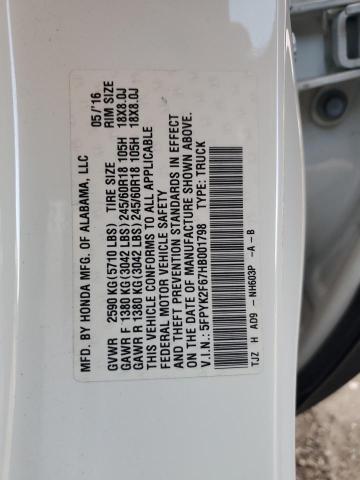 MFD. BY HONDA MFG. OF ALABAMA, LLC 05/'16
GVWR 2590 KG(5710 LBS) TIRE SIZE RIM SIZE
GAWR F 1380 KG(3042 LBS) 245/60R18 105H 18X8.0J
GAWR R 1380 KG(3042 LBS) 245/60R18 105H 18X8.0J
THIS VEHICLE CONFORMS TO ALL APPLICABLE
FEDERAL MOTOR VEHICLE SAFETY
AND THEFT PREVENTION STANDARDS IN EFFECT
ON THE DATE OF MANUFACTURE SHOWN ABOVE.
V.I.N.: 5FPYK2F67HB001798 TYPE: TRUCK
TJZ H AD9 - NH603P -A - B